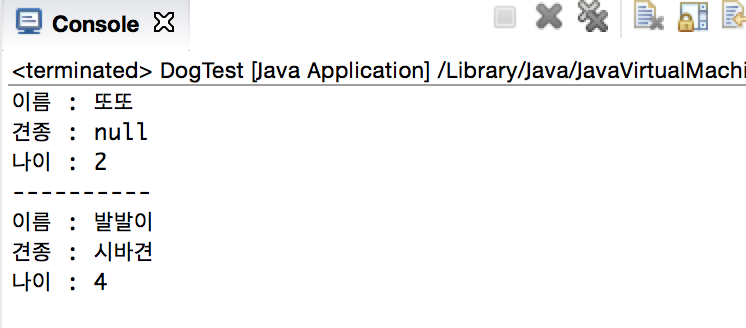 Console
<terminated> DogTest [Java Application] /Library/Java/JavaVirtualMachi
이름 : 또또
견종 : null
나이 : 2
----------
이름 : 발발이
견종 : 시바견
나이 : 4